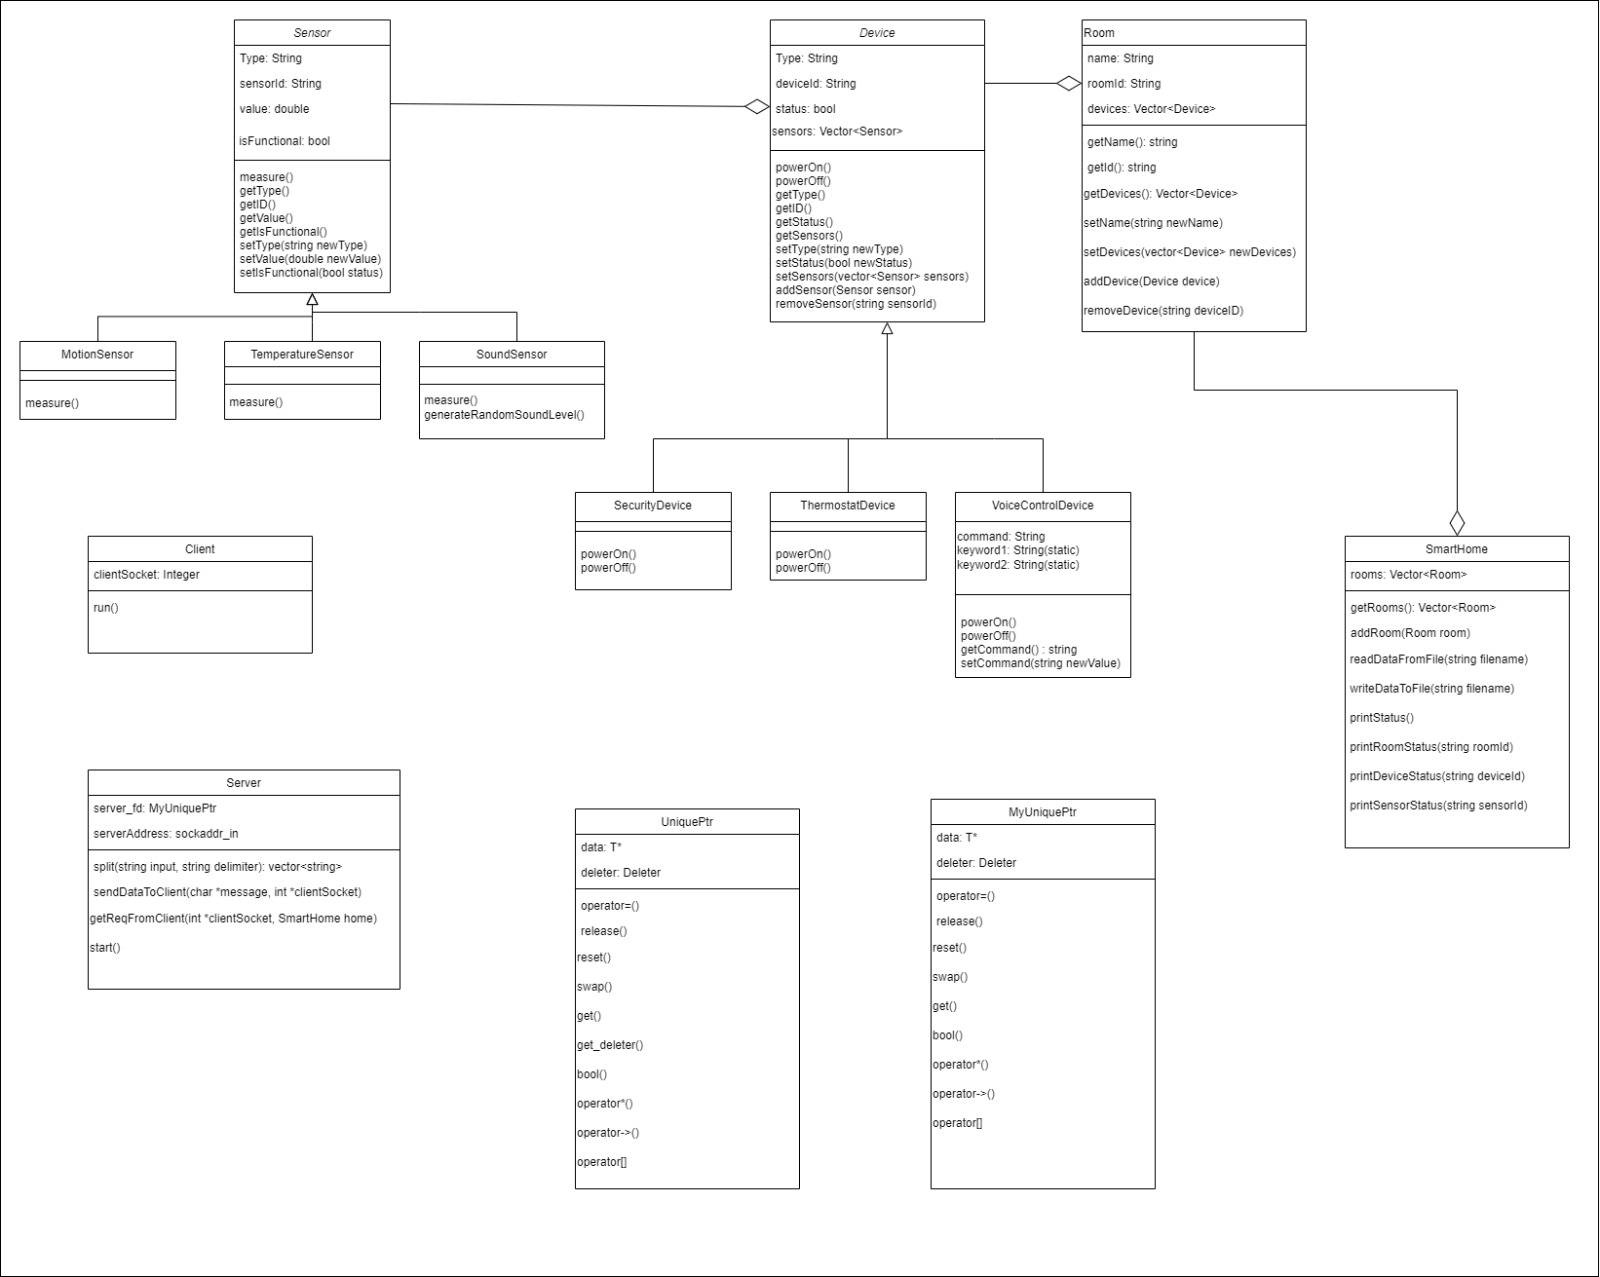 Sensor
Type: String
sensorId: String
value: double
isFunctional: bool
measure()
getType()
getID()
getValue()
getIsFunctional()
setType(string newType)
setValue(double newValue)
setIsFunctional(bool status)
Device
Type: String
deviceId: String
status: bool
sensors: Vector<Sensor>
powerOn()
powerOff()
getType()
getID()
getStatus()
getSensors()
setType(string newType)
setStatus(bool newStatus)
setSensors(vector<Sensor> sensors)
addSensor(Sensor sensor)
removeSensor(string sensorId)
Room
name: String
roomId: String
devices: Vector<Device>
getName(): string
getId(): string
getDevices(): Vector<Device>
setName(string newName)
setDevices(vector<Device> newDevices)
addDevice(Device device)
removeDevice(string deviceID)
MotionSensor
measure()
TemperatureSensor
measure()
SoundSensor
measure()
generateRandomSoundLevel()
SecurityDevice
powerOn()
powerOff()
ThermostatDevice
powerOn()
powerOff()
VoiceControlDevice
command: String
keyword1: String(static)
keyword2: String(static)
powerOn()
powerOff()
getCommand() : string
setCommand(string newValue)
Client
clientSocket: Integer
run()
SmartHome
rooms: Vector<Room>
getRooms(): Vector<Room>
addRoom(Room room)
readDataFromFile(string filename)
writeDataToFile(string filename)
printStatus()
printRoomStatus(string roomId)
printDeviceStatus(string deviceId)
printSensorStatus(string sensorId)
Server
server_fd: MyUniquePtr
serverAddress: sockaddr_in
split(string input, string delimiter): vector<string>
sendDataToClient(char *message, int *clientSocket)
getReqFromClient(int *clientSocket, SmartHome home)
start()
UniquePtr
data: T*
deleter: Deleter
operator=()
release()
reset()
swap()
get()
get_deleter()
bool()
operator*()
operator->()
operator[]
MyUniquePtr
data: T*
deleter: Deleter
operator=()
release()
reset()
swap()
get()
bool()
operator*()
operator->()
operator[]